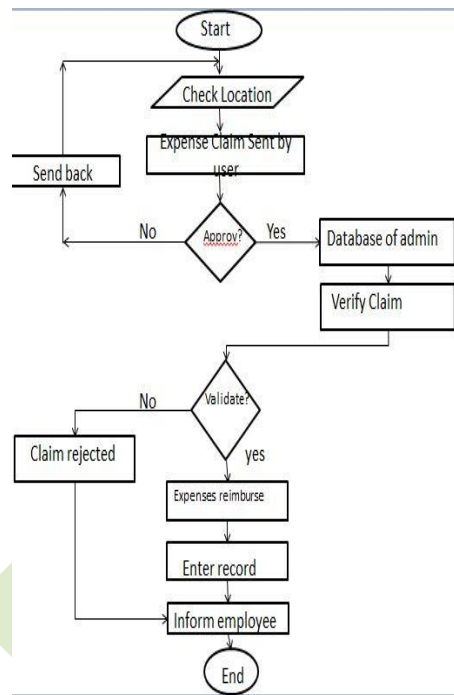 Start
Check Location
Expense Claim Sent by
user
Send back
No
Approv?
Yes
Database of admin
Verify Claim
No
Validate?
yes
Claim rejected
Expenses reimburse
Enter record
Inform employee
End